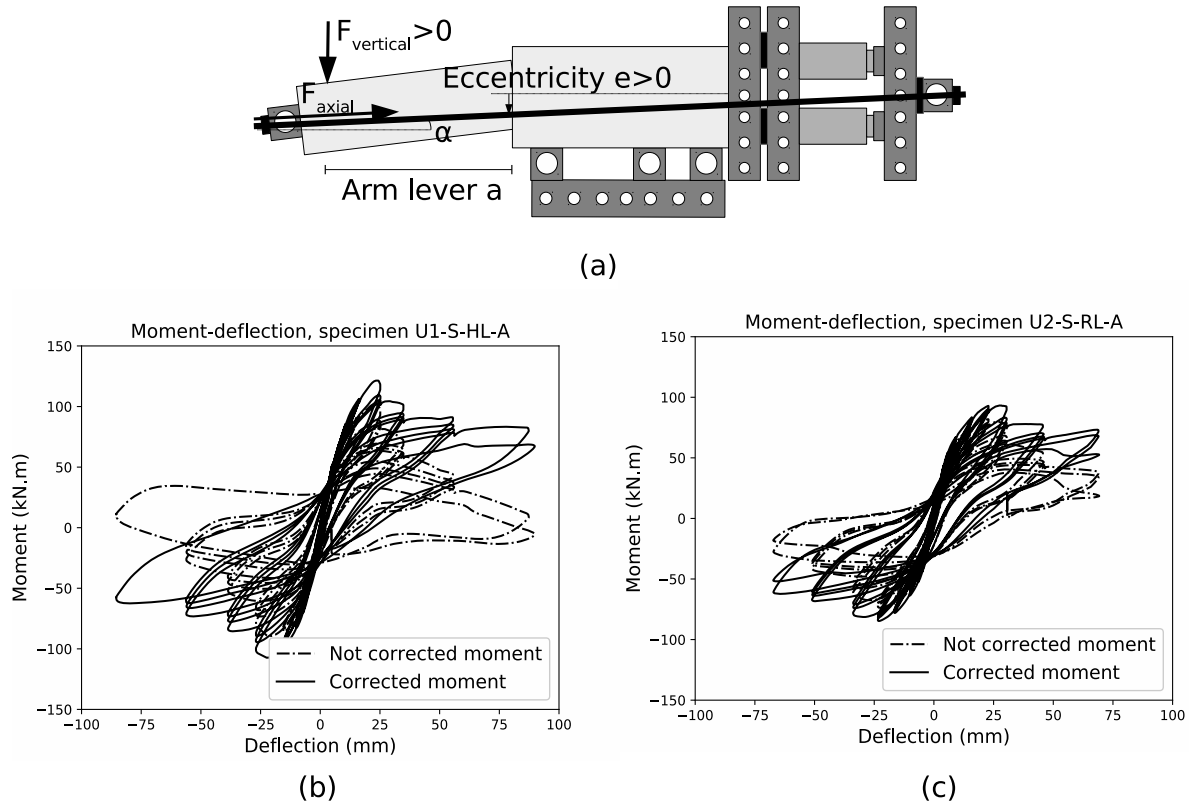 F_vertical>0
Eccentricity e>0
F_axial
α
Arm lever a
(a)
Moment-deflection, specimen U1-S-HL-A
150
100
50
0
−50
−100
−150
Moment (kN.m)
−100 −75 −50 −25 0 25 50 75 100
Deflection (mm)
Not corrected moment
Corrected moment
(b)
Moment-deflection, specimen U2-S-RL-A
150
100
50
0
−50
−100
−150
Moment (kN.m)
−100 −75 −50 −25 0 25 50 75 100
Deflection (mm)
Not corrected moment
Corrected moment
(c)